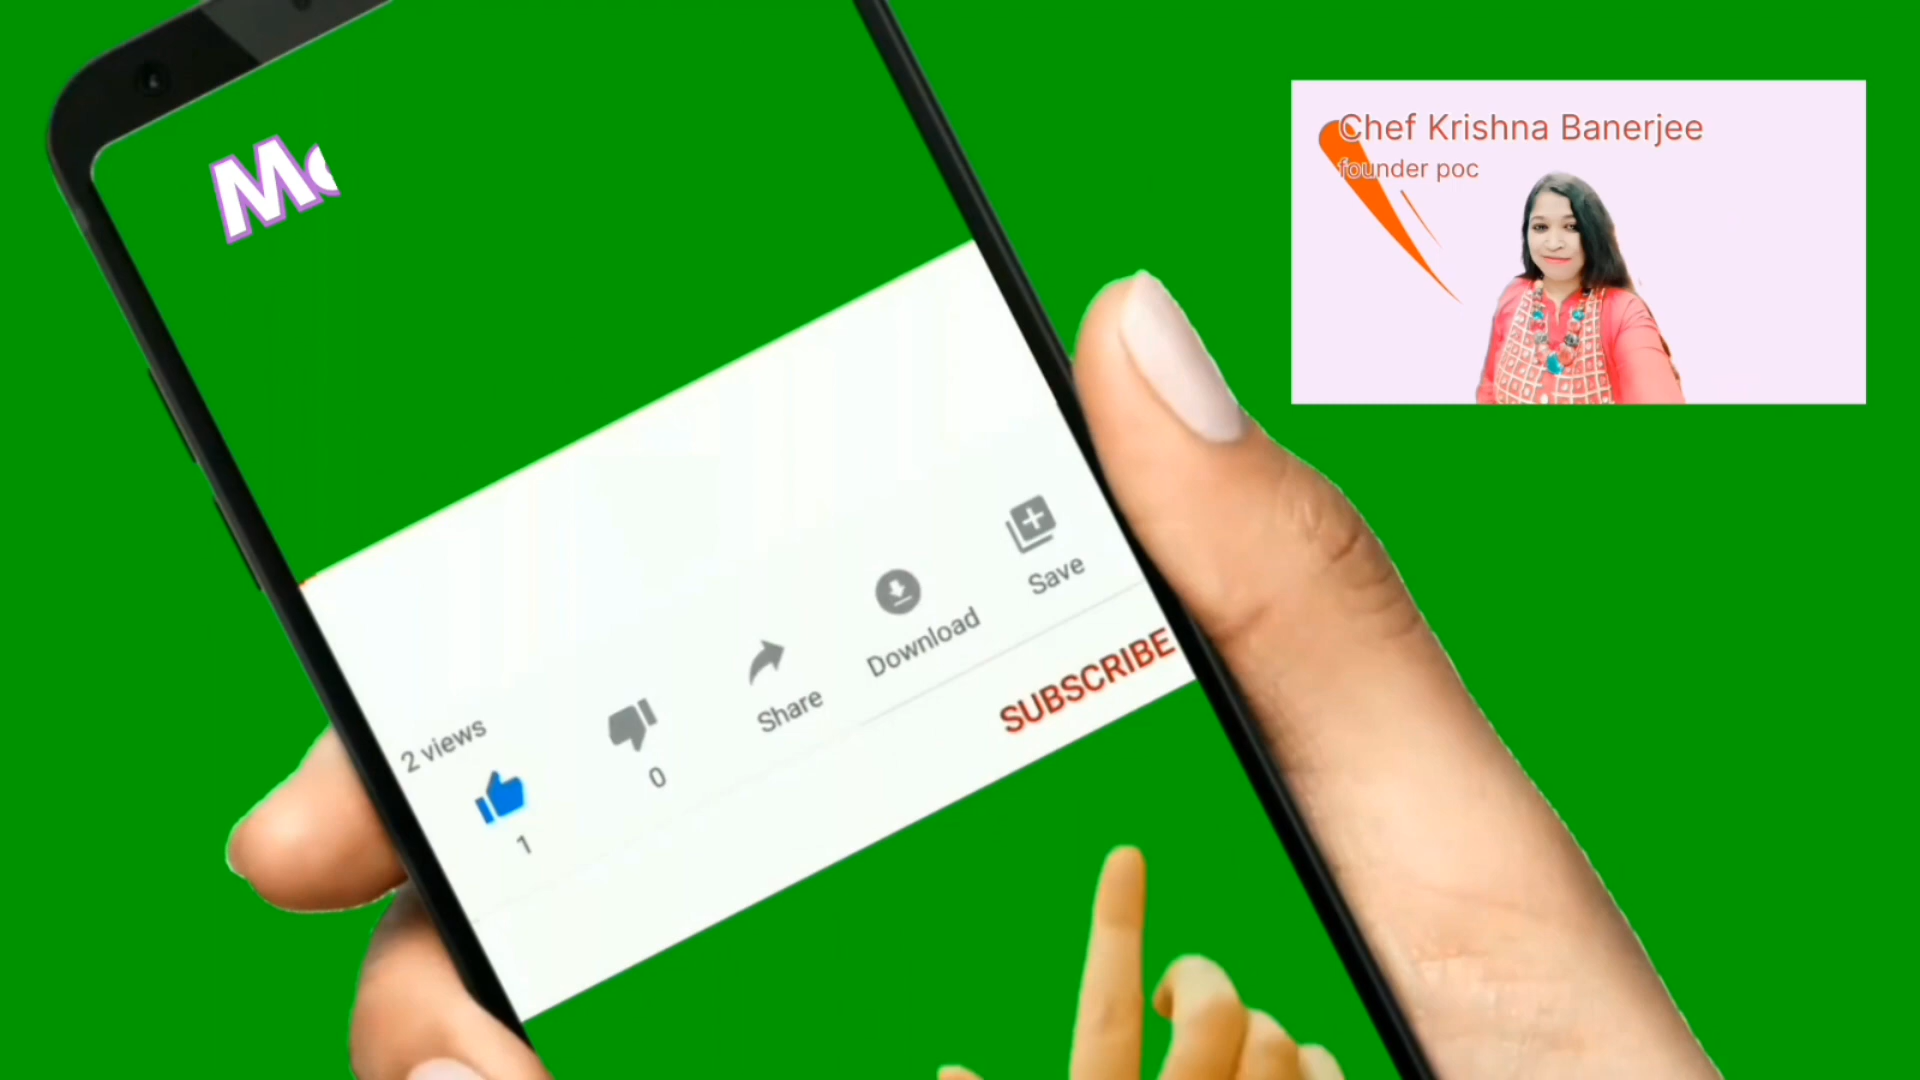 Chef Krishna Banerjee
founder poc
2 views
1
0
Share
Download
Save
SUBSCRIBE